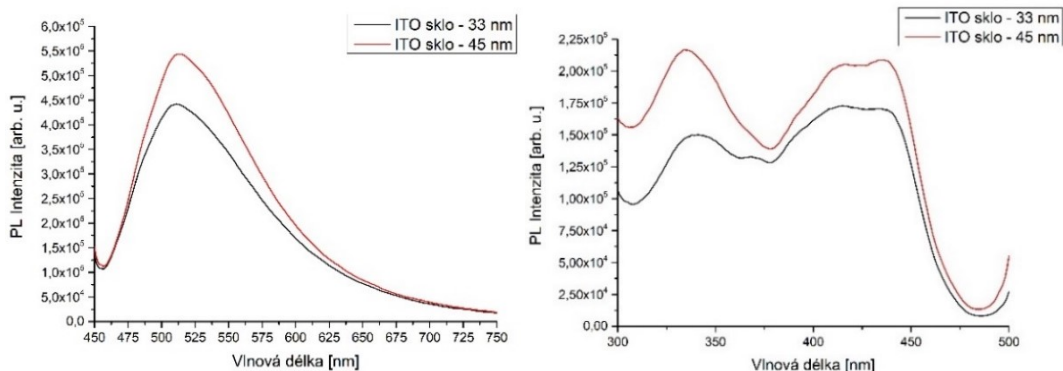 ITO sklo - 33 nm
ITO sklo - 45 nm
6,0x10⁵
5,5x10⁵
5,0x10⁵
4,5x10⁵
4,0x10⁵
3,5x10⁵
3,0x10⁵
2,5x10⁵
2,0x10⁵
1,5x10⁵
1,0x10⁵
5,0x10⁴
0,0
PL Intenzita [arb. u.]
450 475 500 525 550 575 600 625 650 675 700 725 750
Vlnová délka [nm]
ITO sklo - 33 nm
ITO sklo - 45 nm
2,25x10⁵
2,00x10⁵
1,75x10⁵
1,50x10⁵
1,25x10⁵
1,00x10⁵
7,50x10⁴
5,00x10⁴
2,50x10⁴
0,00
PL Intenzita [arb. u.]
300 350 400 450 500
Vlnová délka [nm]